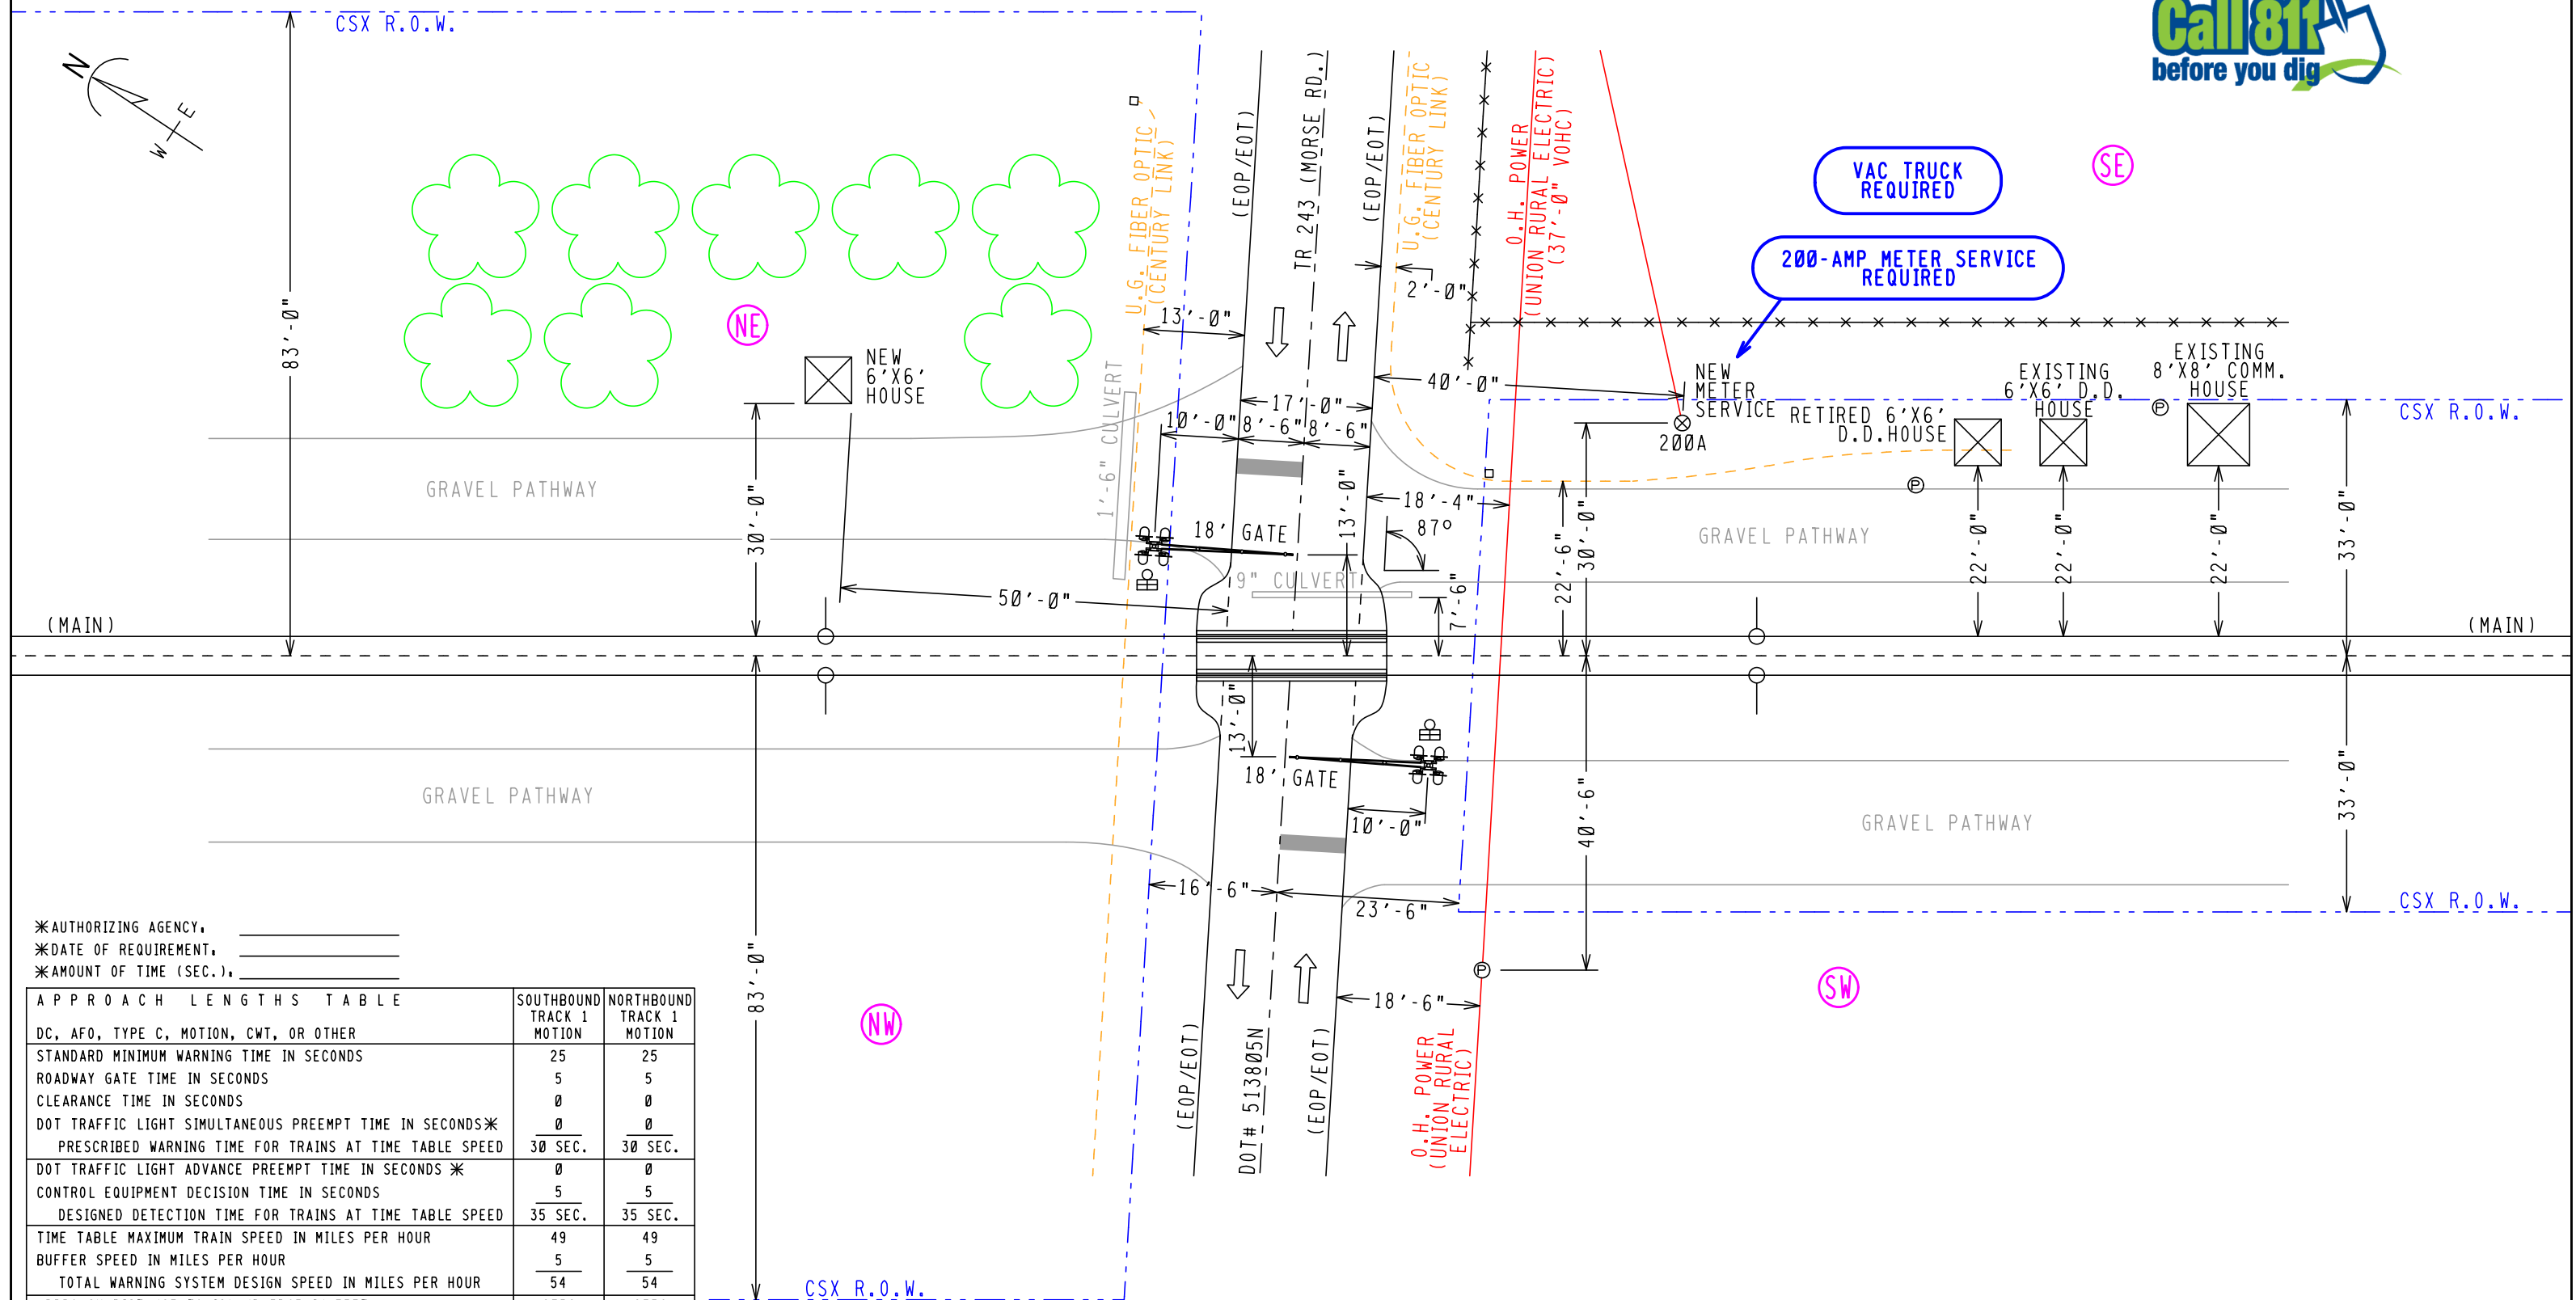 CSX R.O.W.
Call 811
before you dig
N
W
E
83'-0"
U.G. FIBER OPTIC
(CENTURY LINK)
(EOP/EOT)
TR 243 (MORSE RD.)
(EOP/EOT)
U.G. FIBER OPTIC
(CENTURY LINK)
O.H. POWER
(UNION RURAL ELECTRIC)
(37'-0" VOHC)
VAC TRUCK
REQUIRED
SE
200-AMP METER SERVICE
REQUIRED
NE
13'-0"
2'-0"
NEW
6'X6'
HOUSE
1'-6" CULVERT
40'-0"
17'-0"
10'-0"
8'-6"
8'-6"
NEW
METER
SERVICE
200A
RETIRED 6'X6'
D.D.HOUSE
EXISTING
6'X6' D.D.
HOUSE
EXISTING
8'X8' COMM.
HOUSE
P
CSX R.O.W.
GRAVEL PATHWAY
30'-0"
18' GATE
13'-0"
18'-4"
87°
9" CULVERT
7'-6"
22'-6"
30'-0"
GRAVEL PATHWAY
P
22'-0"
22'-0"
22'-0"
33'-0"
50'-0"
(MAIN)
(MAIN)
13'-0"
18' GATE
10'-0"
40'-6"
33'-0"
GRAVEL PATHWAY
GRAVEL PATHWAY
16'-6"
23'-6"
CSX R.O.W.
P
SW
NW
83'-0"
18'-6"
(EOP/EOT)
DOT# 513805N
(EOP/EOT)
O.H. POWER
(UNION RURAL
ELECTRIC)
CSX R.O.W.
*AUTHORIZING AGENCY:
*DATE OF REQUIREMENT:
*AMOUNT OF TIME (SEC.):
APPROACH LENGTHS TABLE
SOUTHBOUND NORTHBOUND
TRACK 1 TRACK 1
DC, AFO, TYPE C, MOTION, CWT, OR OTHER MOTION MOTION
STANDARD MINIMUM WARNING TIME IN SECONDS 25 25
ROADWAY GATE TIME IN SECONDS 5 5
CLEARANCE TIME IN SECONDS 0 0
DOT TRAFFIC LIGHT SIMULTANEOUS PREEMPT TIME IN SECONDS* 0 0
PRESCRIBED WARNING TIME FOR TRAINS AT TIME TABLE SPEED 30 SEC. 30 SEC.
DOT TRAFFIC LIGHT ADVANCE PREEMPT TIME IN SECONDS * 0 0
CONTROL EQUIPMENT DECISION TIME IN SECONDS 5 5
DESIGNED DETECTION TIME FOR TRAINS AT TIME TABLE SPEED 35 SEC. 35 SEC.
TIME TABLE MAXIMUM TRAIN SPEED IN MILES PER HOUR 49 49
BUFFER SPEED IN MILES PER HOUR 5 5
TOTAL WARNING SYSTEM DESIGN SPEED IN MILES PER HOUR 54 54